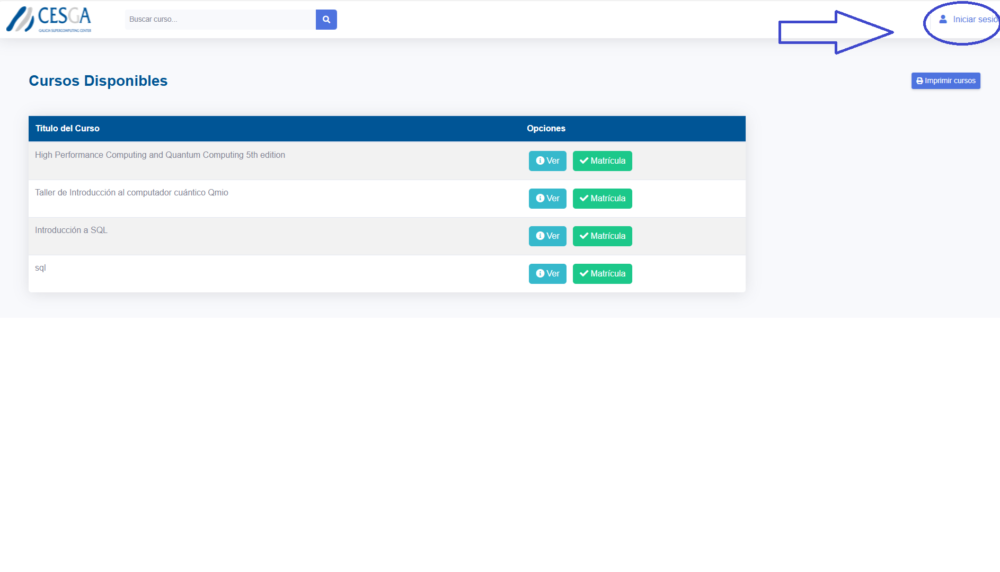 CESGA
GALICIA SUPERCOMPUTING CENTER
Buscar curso...
Iniciar sesió
Cursos Disponibles
Imprimir cursos
Título del Curso Opciones
High Performance Computing and Quantum Computing 5th edition Ver Matrícula
Taller de Introducción al computador cuántico Qmio Ver Matrícula
Introducción a SQL Ver Matrícula
sql Ver Matrícula